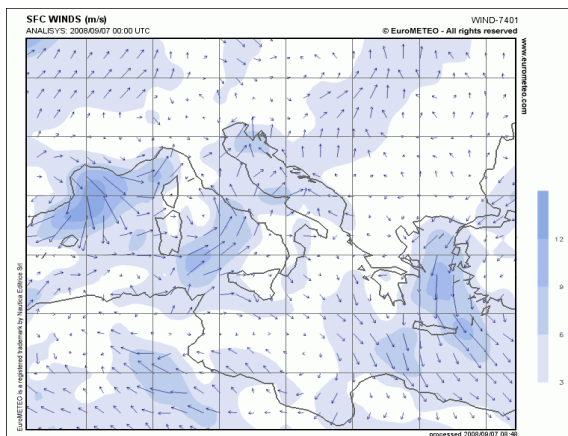 SFC WINDS (m/s)
WIND-7401
ANALISYS: 2008/09/07 00:00 UTC
© EuroMETEO - All rights reserved
www.eurometeo.com
EuroMETEO is a registered trademark by Nautica Editrice Srl
12
9
6
3
processed 2008/09/07 08:48